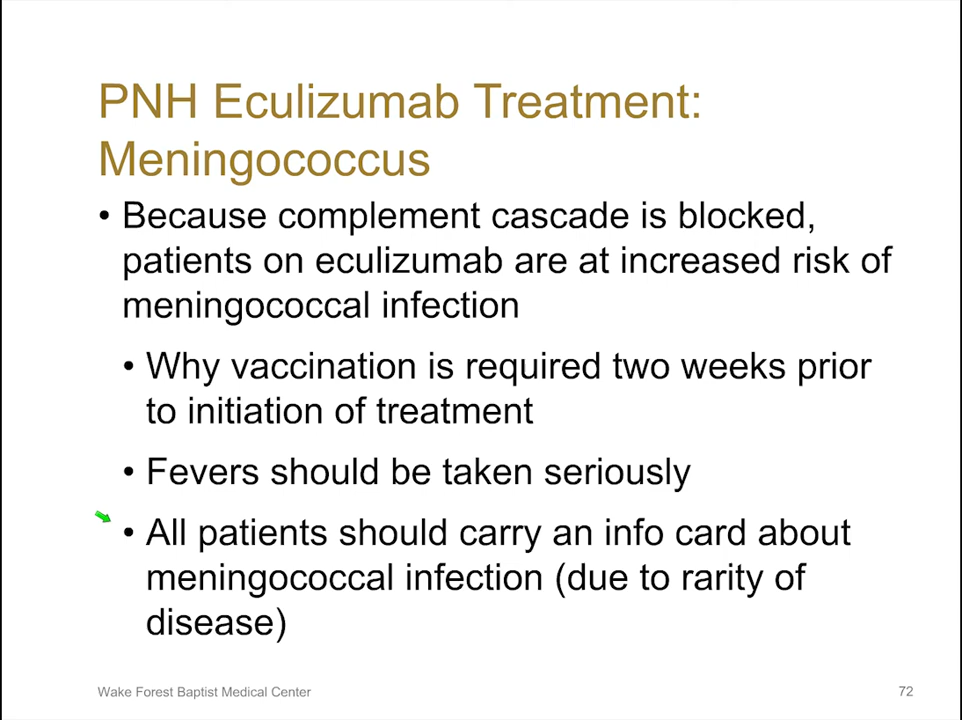 PNH Eculizumab Treatment:
Meningococcus
• Because complement cascade is blocked,
patients on eculizumab are at increased risk of
meningococcal infection
• Why vaccination is required two weeks prior
to initiation of treatment
• Fevers should be taken seriously
• All patients should carry an info card about
meningococcal infection (due to rarity of
disease)
Wake Forest Baptist Medical Center
72